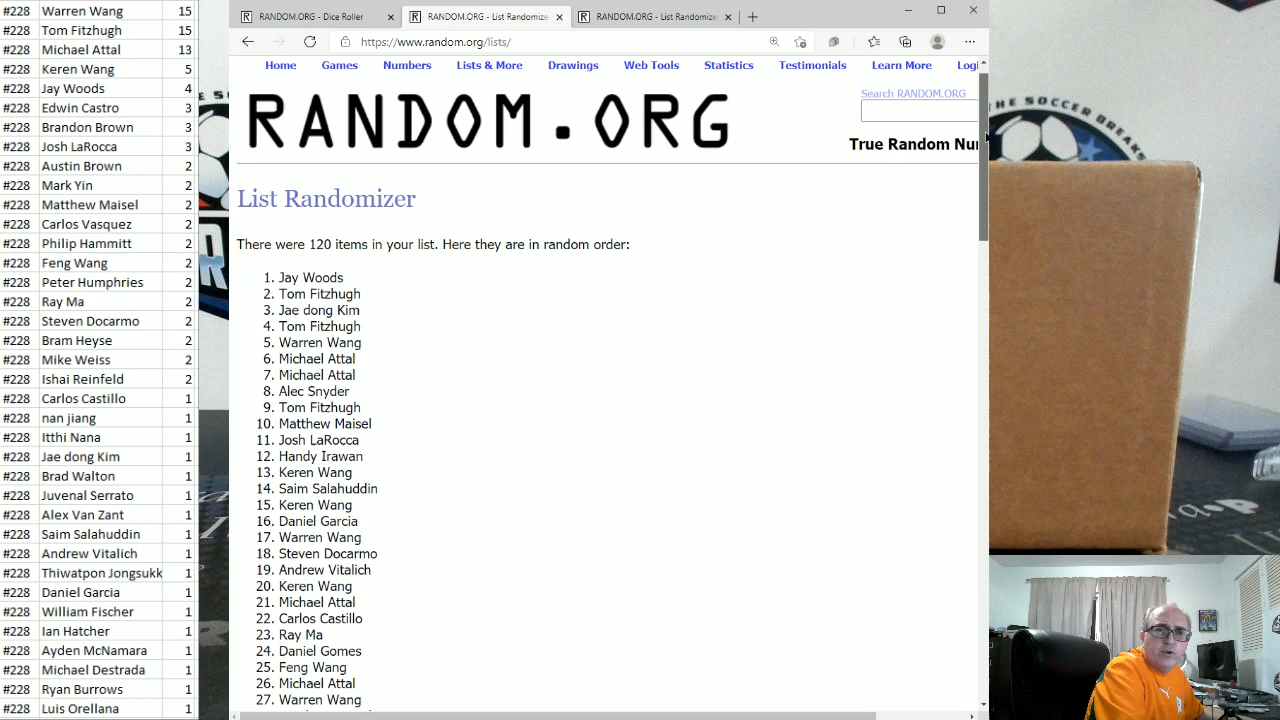 #228 Warren Wang 15
#228 Tom Fitzhugh 15
#228 Michael Attal 13
#228 Keren Wang 5
#228 Jay Woods 4
#228 Edwin Castro 3
#228 Brandon Brown 3
#228 Josh LaRocca 3
#228 Austin Brown 2
#228 Mark Yin 2
#228 Matthew Maisel 2
#228 Carlos Vasquez 2
#228 Philip Hammitt 2
#228 Feng Wang 2
#228 Peter Humphries 2
#228 Ray Ma 2
#228 Steven Docarmo 2
#228 Bram Heyse 2
#228 Mike Weiss 2
#228 Ishai Reinfeld 2
#228 Carlos Castillo 1
#228 nan jiang 1
#228 Itthi Nana 1
#228 Jae dong Kim 1
#228 Brad Walton 1
#228 Juvenal Serrato 1
#228 Alex Van Zant 1
#228 Saim Salahuddin 1
#228 Andrew Vitalich 1
#228 Thiwatpon Jongsukk 1
#228 Daniel Garcia 1
#228 William Fischer 1
#228 Ian Hatcher 1
#228 Ayden McNamara 1
#228 Michael Destrada 1
#228 Ryan Burrows 1
#228 Luis Orellana 1
RANDOM.ORG - Dice Roller
RANDOM.ORG - List Randomize
RANDOM.ORG - List Randomize
https://www.random.org/lists/
Home Games Numbers Lists & More Drawings Web Tools Statistics Testimonials Learn More Logi
RANDOM.ORG
Search RANDOM.ORG
True Random Nu
List Randomizer
There were 120 items in your list. Here they are in random order:
1. Jay Woods
2. Tom Fitzhugh
3. Jae dong Kim
4. Tom Fitzhugh
5. Warren Wang
6. Michael Attal
7. Michael Attal
8. Alec Snyder
9. Tom Fitzhugh
10. Matthew Maisel
11. Josh LaRocca
12. Handy Irawan
13. Keren Wang
14. Saim Salahuddin
15. Keren Wang
16. Daniel Garcia
17. Warren Wang
18. Steven Docarmo
19. Andrew Vitalich
20. Keren Wang
21. Michael Attal
22. Carlos Castillo
23. Ray Ma
24. Daniel Gomes
25. Feng Wang
26. Michael Attal
27. Warren Wang
THE SOCCER BREAKS